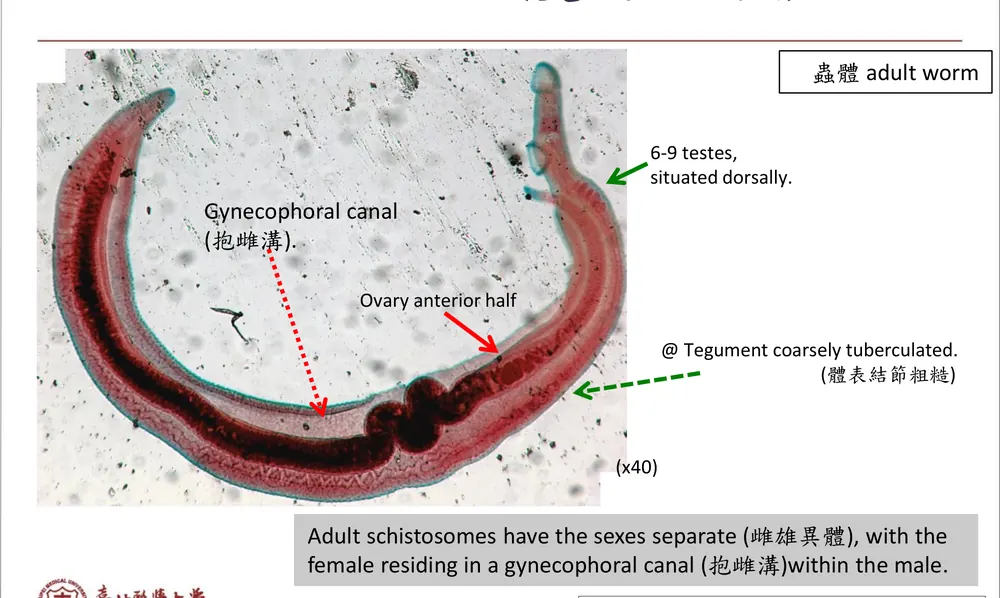 蟲體 adult worm
6-9 testes,
situated dorsally.
Gynecophoral canal
(抱雌溝).
Ovary anterior half
@ Tegument coarsely tuberculated.
(體表結節粗糙)
(x40)
Adult schistosomes have the sexes separate (雌雄異體), with the
female residing in a gynecophoral canal (抱雌溝)within the male.